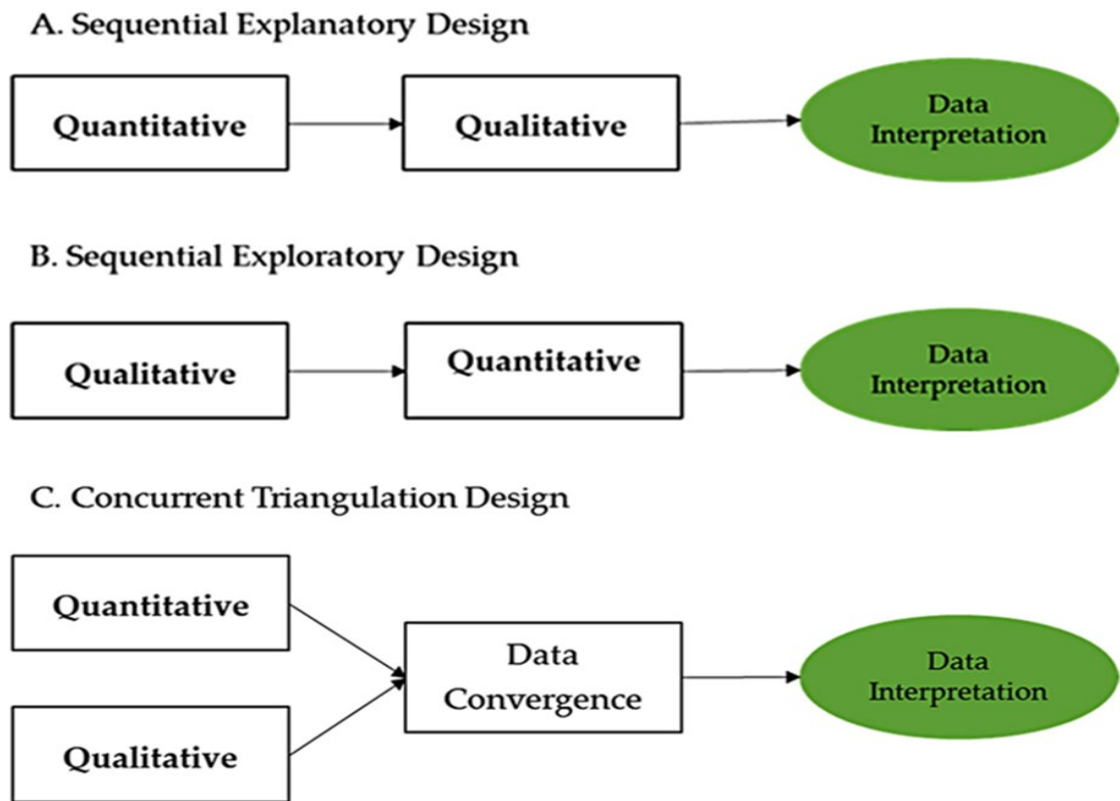 A. Sequential Explanatory Design
Quantitative
Qualitative
Data
Interpretation
B. Sequential Exploratory Design
Qualitative
Quantitative
Data
Interpretation
C. Concurrent Triangulation Design
Quantitative
Qualitative
Data
Convergence
Data
Interpretation